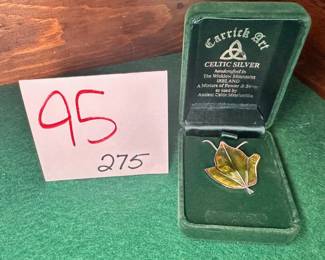 95
275
Carrick Art
CELTIC SILVER
handcrafted in
The Wicklow Mountains
IRELAND
A Mixture of Pewter & Silver
as used by
Ancient Celtic Metalsmiths